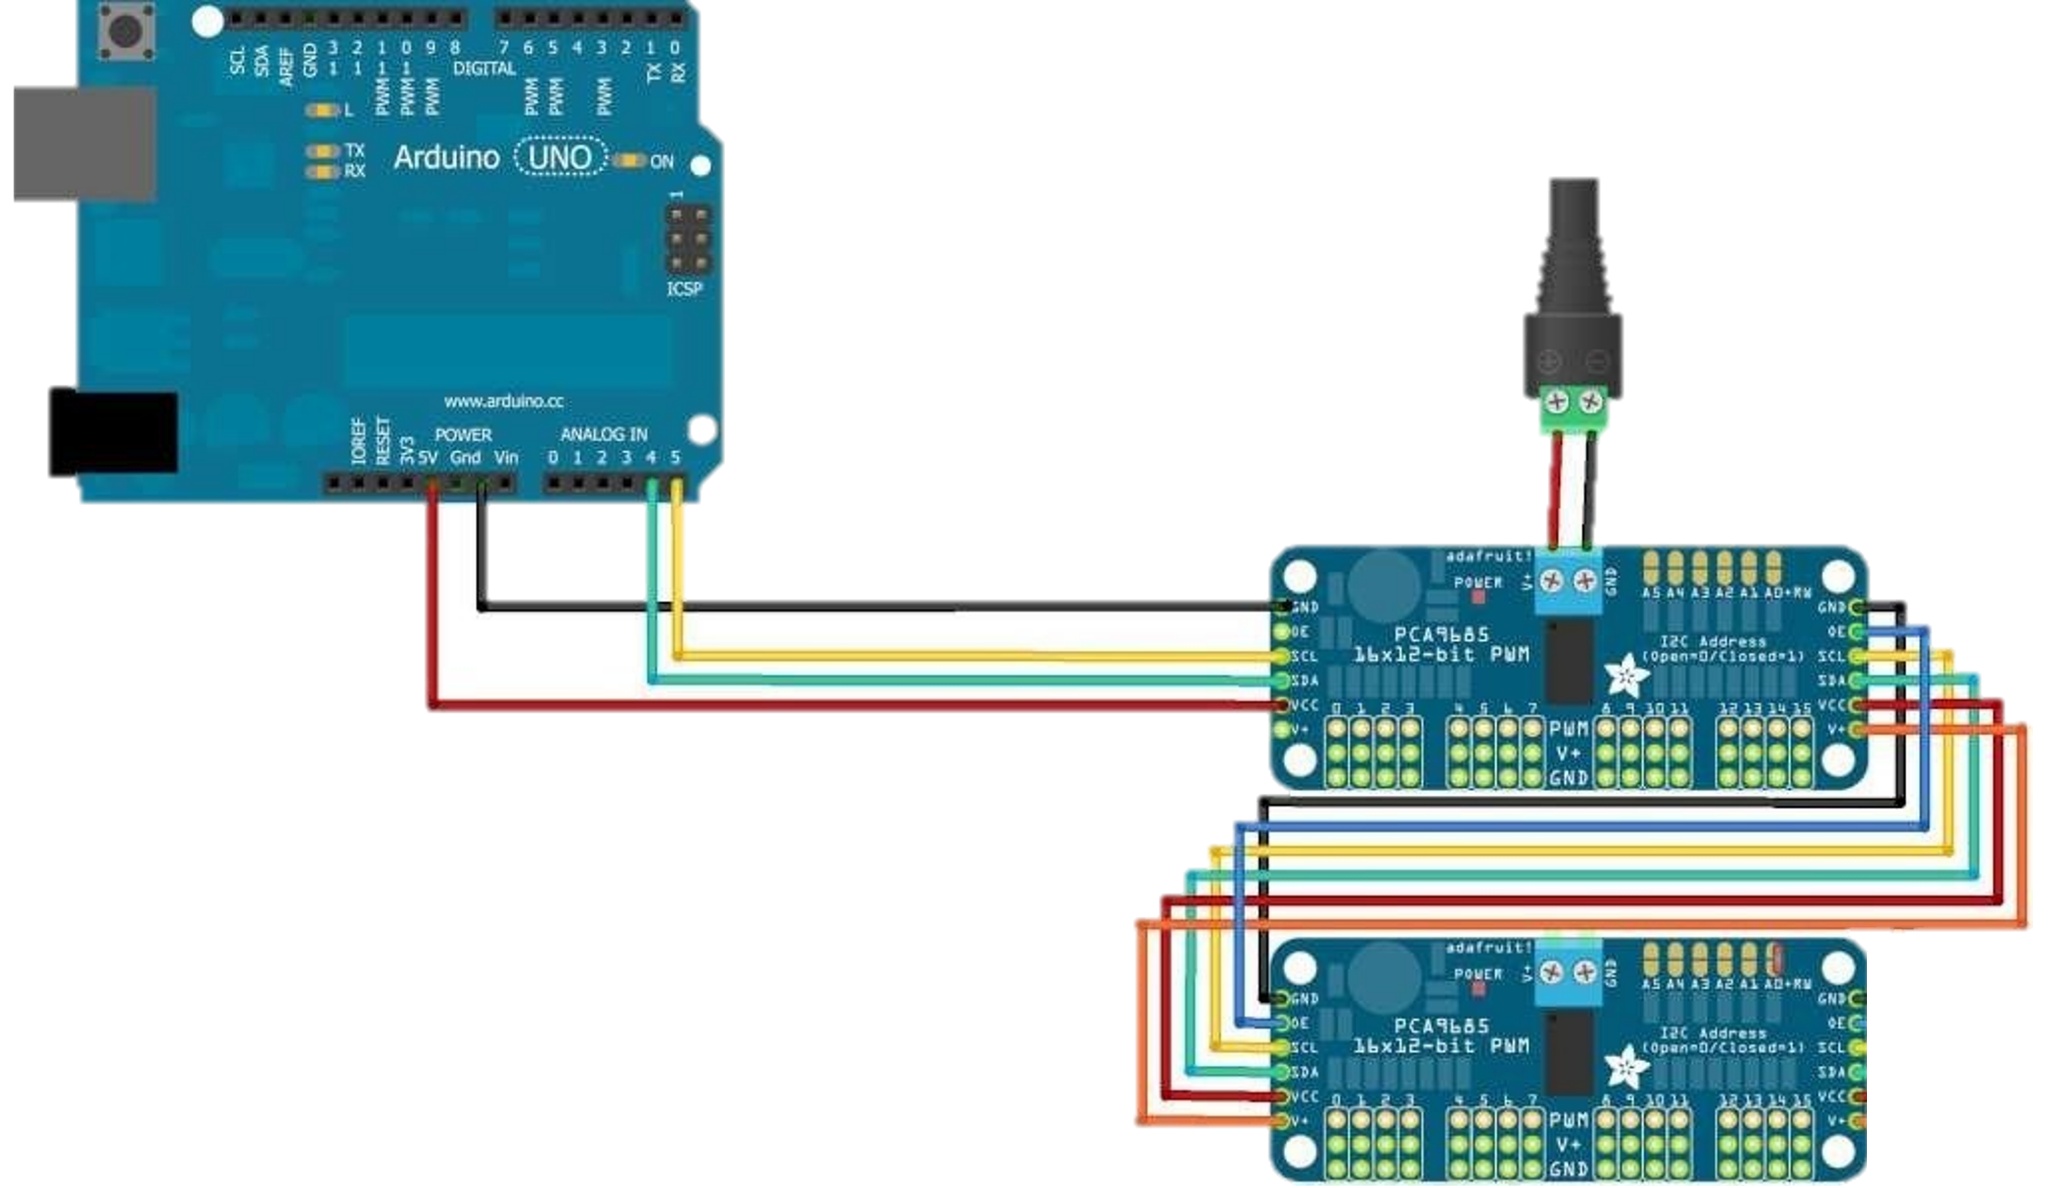 SCL SDA AREF GND 13 12 11 10 9 8 7 6 5 4 3 2 1 0
PWM PWM PWM DIGITAL PWM PWM PWM TX RX
L
TX
RX
Arduino UNO ON
1
ICSP
www.arduino.cc
IOREF RESET 3V3 POWER ANALOG IN
5V Gnd Vin 0 1 2 3 4 5
+ −
adafruit!
POWER
V+ GND
A5 A4 A3 A2 A1 A0+RW
GND GND
OE OE
PCA9685 I2C Address
16x12-bit PWM (Open=0/Closed=1)
SCL SCL
SDA SDA
VCC VCC
0 1 2 3 4 5 6 7 8 9 10 11 12 13 14 15
V+ PWM V+
V+
GND
adafruit!
POWER
V+ GND
A5 A4 A3 A2 A1 A0+RW
GND GND
OE OE
PCA9685 I2C Address
16x12-bit PWM (Open=0/Closed=1)
SCL SCL
SDA SDA
VCC VCC
0 1 2 3 4 5 6 7 8 9 10 11 12 13 14 15
V+ PWM V+
V+
GND